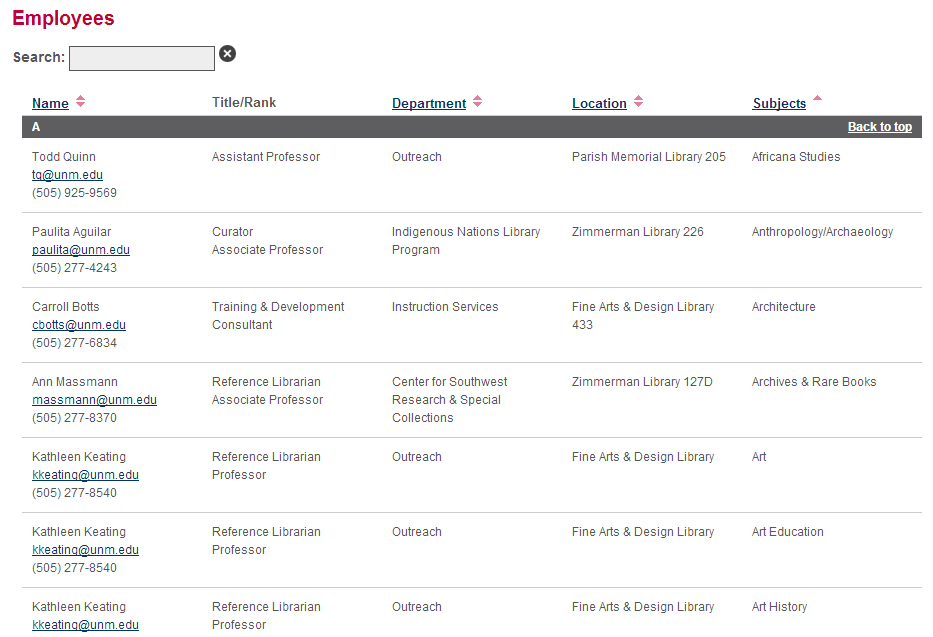 Employees
Search:
Name Title/Rank Department Location Subjects
A Back to top
Todd Quinn Assistant Professor Outreach Parish Memorial Library 205 Africana Studies
tq@unm.edu
(505) 925-9569
Paulita Aguilar Curator Indigenous Nations Library Zimmerman Library 226 Anthropology/Archaeology
paulita@unm.edu Associate Professor Program
(505) 277-4243
Carroll Botts Training & Development Instruction Services Fine Arts & Design Library Architecture
cbotts@unm.edu Consultant 433
(505) 277-6834
Ann Massmann Reference Librarian Center for Southwest Zimmerman Library 127D Archives & Rare Books
massmann@unm.edu Associate Professor Research & Special
(505) 277-8370 Collections
Kathleen Keating Reference Librarian Outreach Fine Arts & Design Library Art
kkeating@unm.edu Professor
(505) 277-8540
Kathleen Keating Reference Librarian Outreach Fine Arts & Design Library Art Education
kkeating@unm.edu Professor
(505) 277-8540
Kathleen Keating Reference Librarian Outreach Fine Arts & Design Library Art History
kkeating@unm.edu Professor